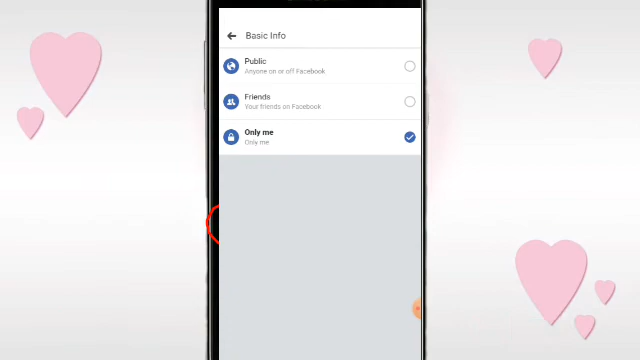 Basic Info
Public
Anyone on or off Facebook
Friends
Your friends on Facebook
Only me
Only me